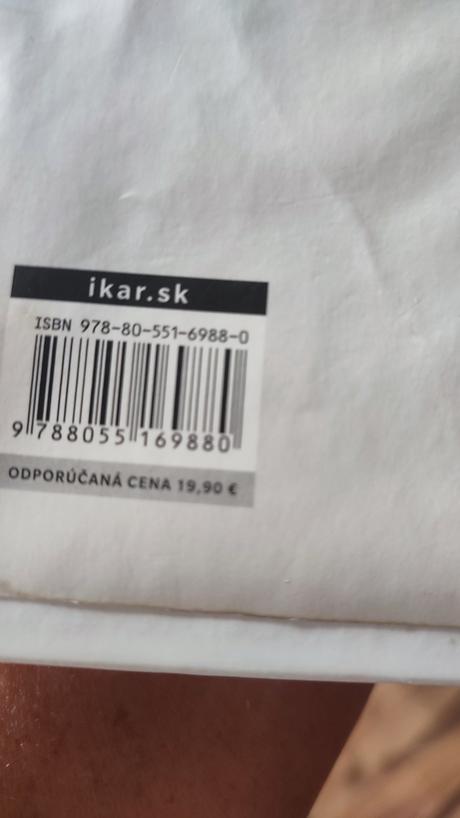 ikar.sk
ISBN 978-80-551-6988-0
9 788055 169880
ODPORÚČANÁ CENA 19,90 €